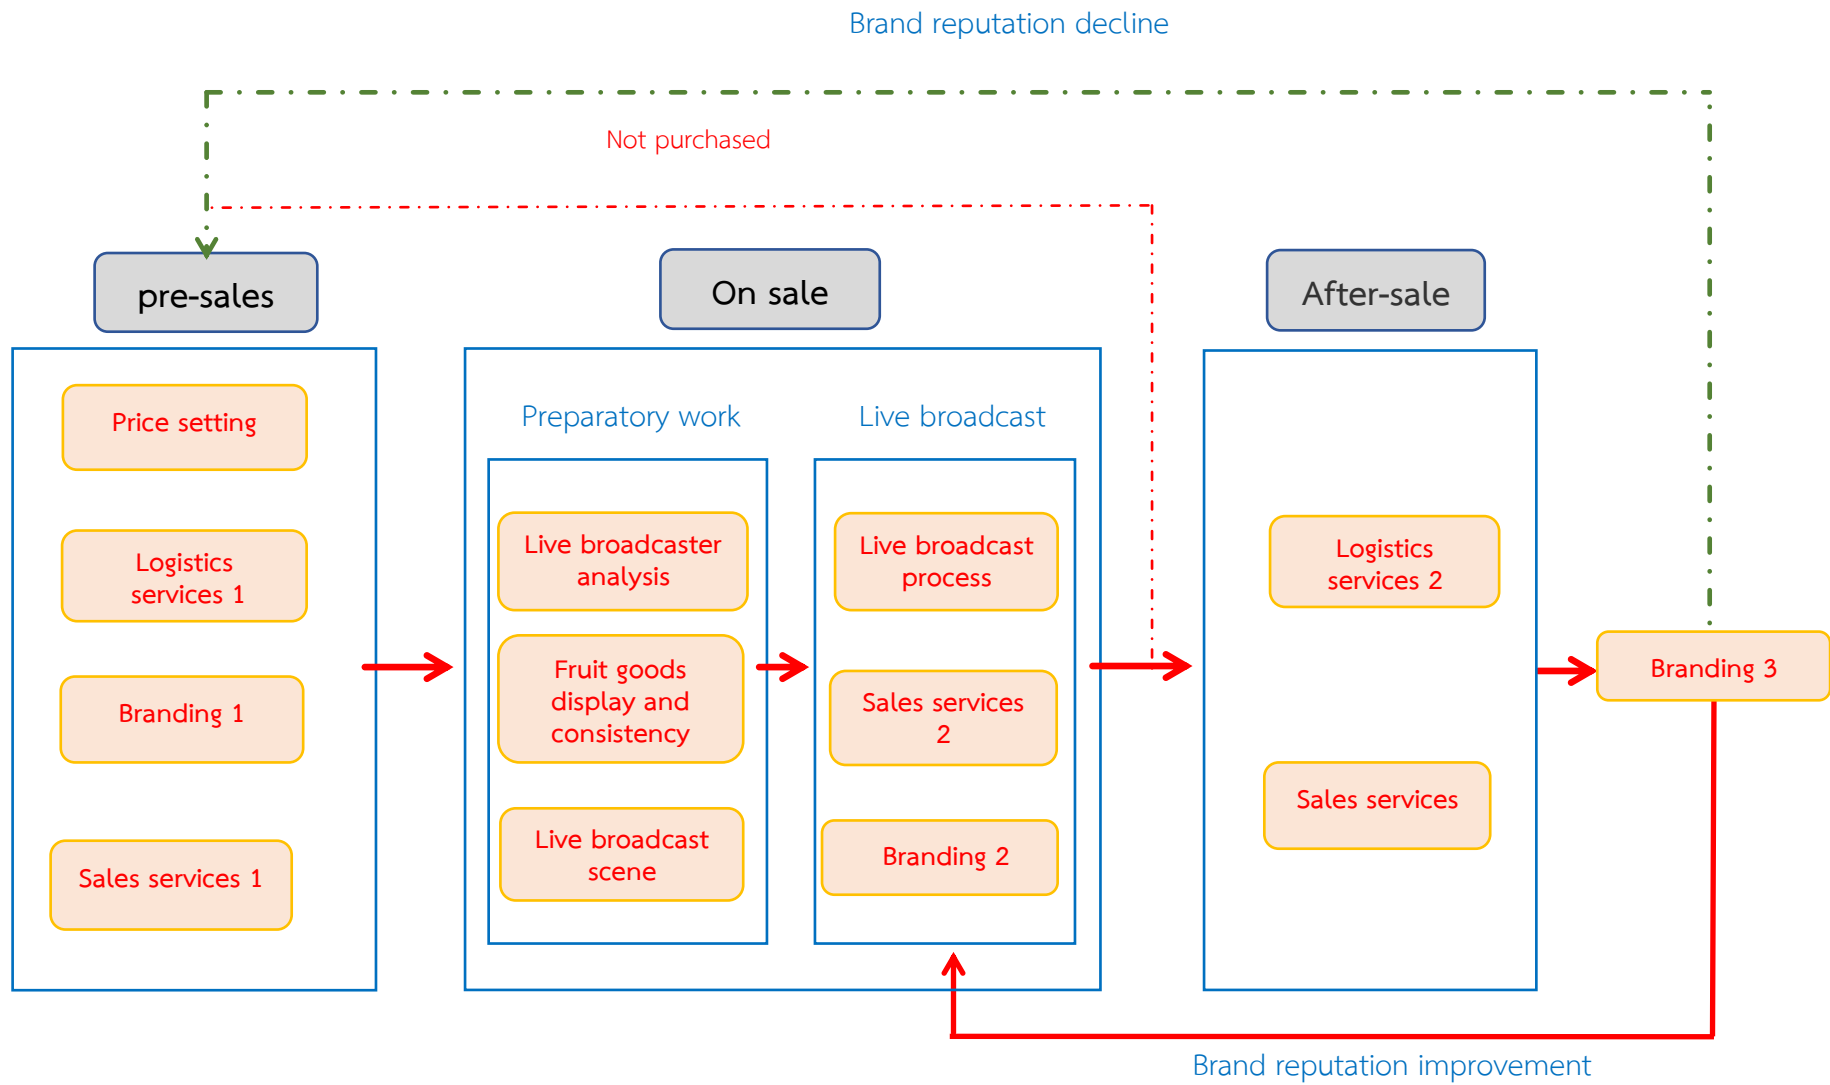 Brand reputation decline
Not purchased
pre-sales
On sale
After-sale
Price setting
Logistics
services 1
Branding 1
Sales services 1
Preparatory work
Live broadcaster
analysis
Fruit goods
display and
consistency
Live broadcast
scene
Live broadcast
Live broadcast
process
Sales services
2
Branding 2
Logistics
services 2
Sales services
Branding 3
Brand reputation improvement